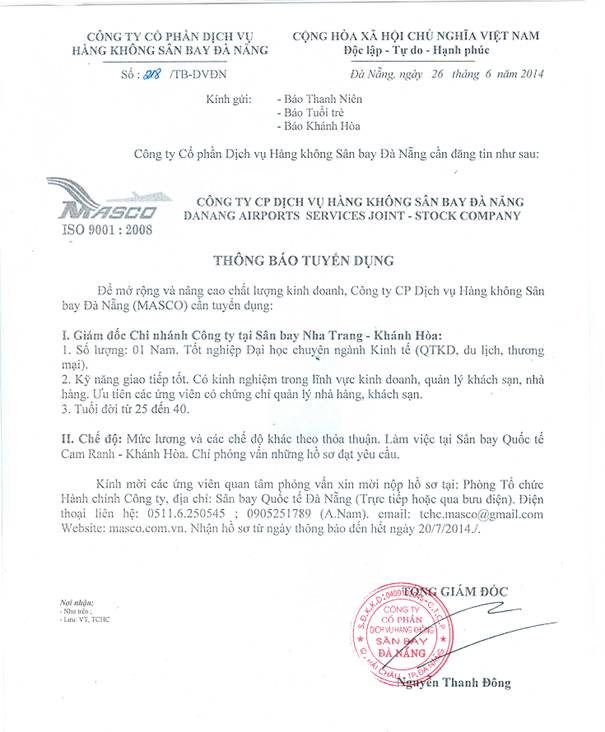 CÔNG TY CỔ PHẦN DỊCH VỤ
HÀNG KHÔNG SÂN BAY ĐÀ NẴNG
Số : 218 /TB-DVĐN
CỘNG HÒA XÃ HỘI CHỦ NGHĨA VIỆT NAM
Độc lập - Tự do - Hạnh phúc
Đà Nẵng, ngày 26 tháng 6 năm 2014
Kính gửi: - Báo Thanh Niên
- Báo Tuổi trẻ
- Báo Khánh Hòa
Công ty Cổ phần Dịch vụ Hàng không Sân bay Đà Nẵng cần đăng tin như sau:
MASCO
ISO 9001 : 2008
CÔNG TY CP DỊCH VỤ HÀNG KHÔNG SÂN BAY ĐÀ NẴNG
DANANG AIRPORTS SERVICES JOINT - STOCK COMPANY
THÔNG BÁO TUYỂN DỤNG
Để mở rộng và nâng cao chất lượng kinh doanh, Công ty CP Dịch vụ Hàng không Sân
bay Đà Nẵng (MASCO) cần tuyển dụng:
I. Giám đốc Chi nhánh Công ty tại Sân bay Nha Trang - Khánh Hòa:
1. Số lượng: 01 Nam. Tốt nghiệp Đại học chuyên ngành Kinh tế (QTKD, du lịch, thương
mại).
2. Kỹ năng giao tiếp tốt. Có kinh nghiệm trong lĩnh vực kinh doanh, quản lý khách sạn, nhà
hàng. Ưu tiên các ứng viên có chứng chỉ quản lý nhà hàng, khách sạn.
3. Tuổi đời từ 25 đến 40.
II. Chế độ: Mức lương và các chế độ khác theo thỏa thuận. Làm việc tại Sân bay Quốc tế
Cam Ranh - Khánh Hòa. Chỉ phỏng vấn những hồ sơ đạt yêu cầu.
Kính mời các ứng viên quan tâm phỏng vấn xin mời nộp hồ sơ tại: Phòng Tổ chức
Hành chính Công ty, địa chỉ: Sân bay Quốc tế Đà Nẵng (Trực tiếp hoặc qua bưu điện). Điện
thoại liên hệ: 0511.6.250545 ; 0905251789 (A.Nam). email: tchc.masco@gmail.com
Website: masco.com.vn. Nhận hồ sơ từ ngày thông báo đến hết ngày 20/7/2014./.
Nơi nhận:
- Như trên ;
- Lưu: VT, TCHC
TỔNG GIÁM ĐỐC
CÔNG TY
CỔ PHẦN
DỊCH VỤ HÀNG KHÔNG
SÂN BAY
ĐÀ NẴNG
Q. HẢI CHÂU - TP. ĐÀ NẴNG
Nguyễn Thanh Đông